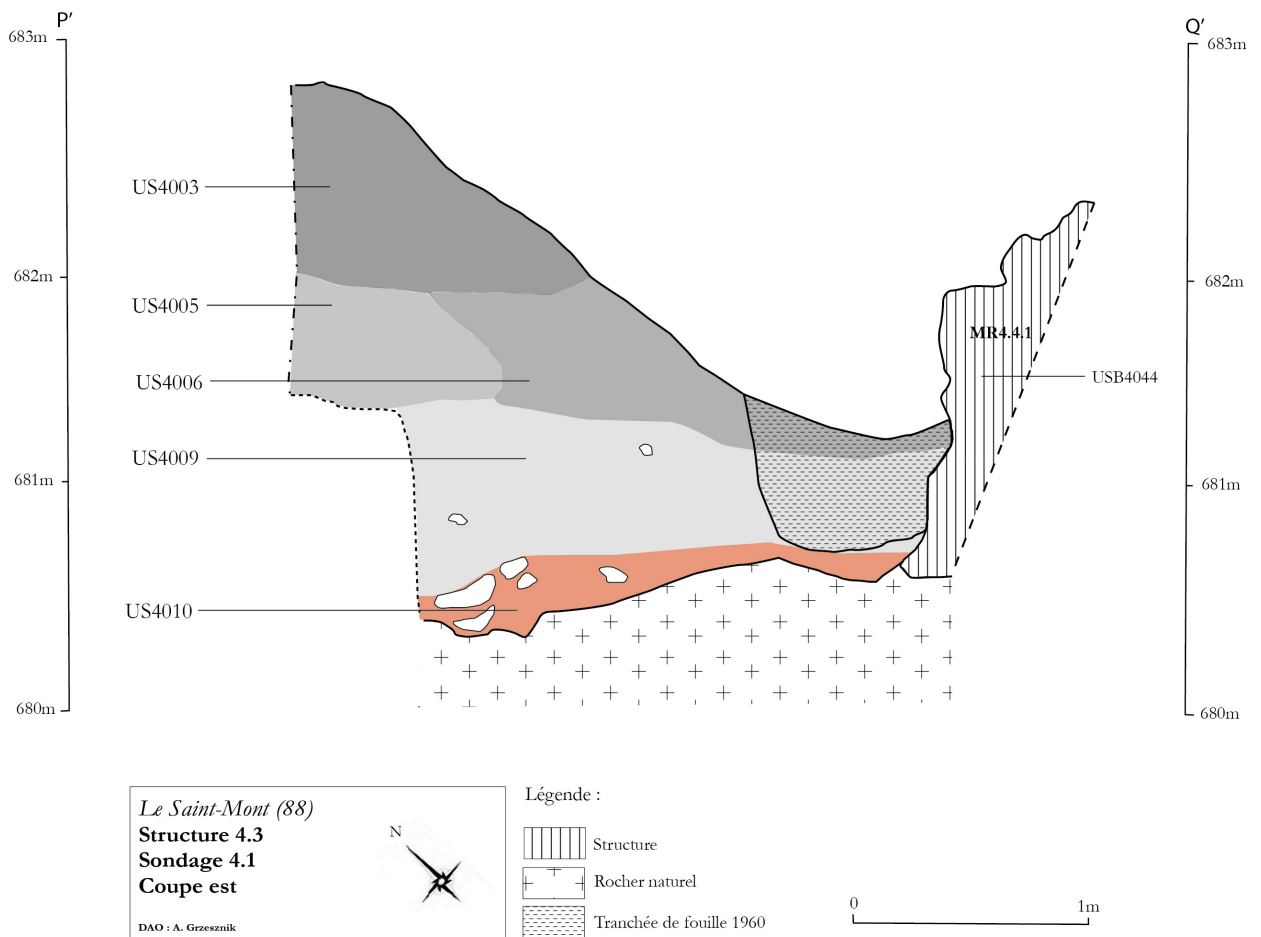 P'
Q'
683m
683m
US4003
682m
682m
US4005
MR4.4.1
US4006
USB4044
US4009
681m
681m
US4010
680m
680m
Le Saint-Mont (88)
Structure 4.3
Sondage 4.1
Coupe est
DAO : A. Grzesznik
N
Légende :
Structure
Rocher naturel
Tranchée de fouille 1960
0 1m